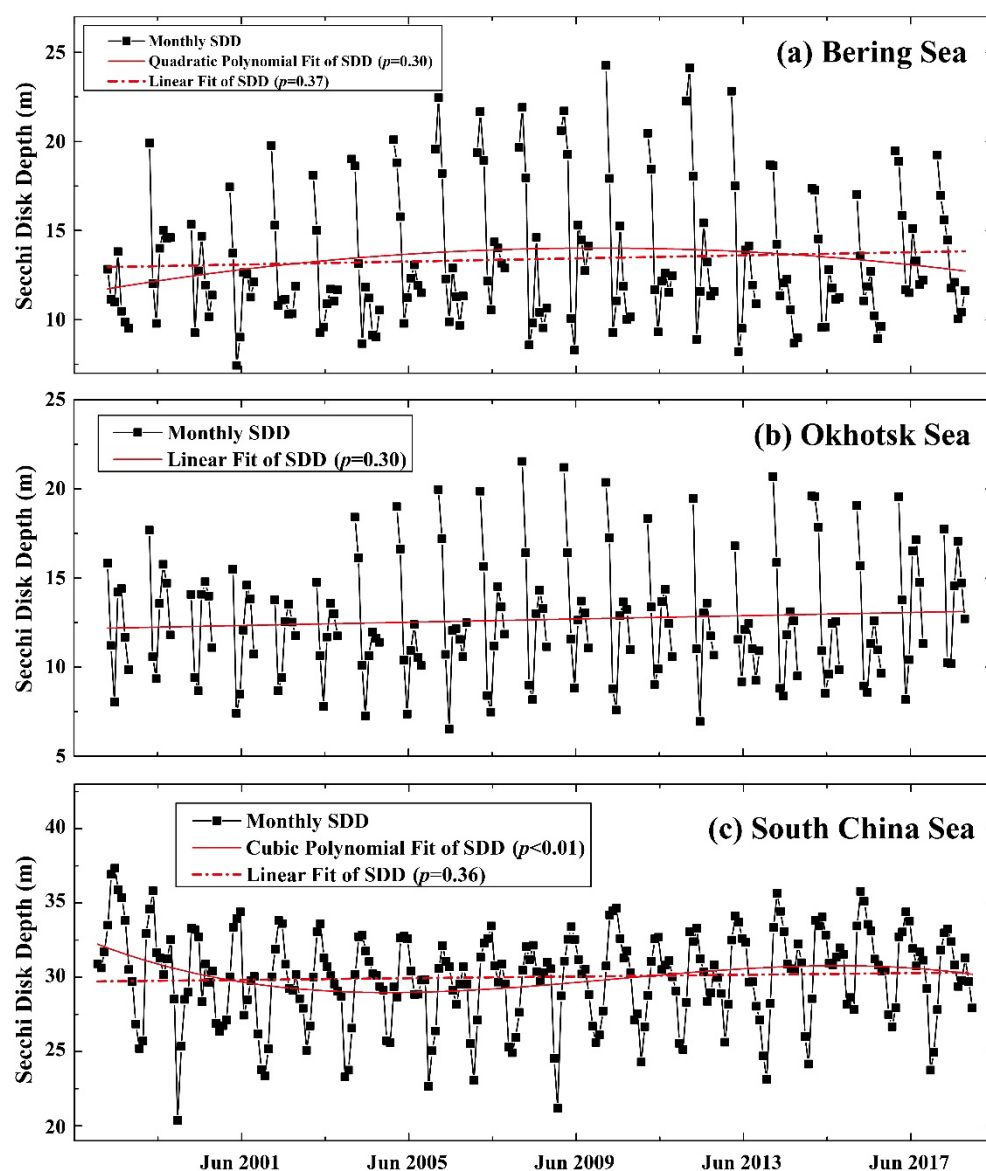 Monthly SDD
Quadratic Polynomial Fit of SDD (p=0.30)
Linear Fit of SDD (p=0.37)
(a) Bering Sea
Secchi Disk Depth (m)
25
20
15
10
Monthly SDD
Linear Fit of SDD (p=0.30)
(b) Okhotsk Sea
Secchi Disk Depth (m)
25
20
15
10
5
Monthly SDD
Cubic Polynomial Fit of SDD (p<0.01)
Linear Fit of SDD (p=0.36)
(c) South China Sea
Secchi Disk Depth (m)
40
35
30
25
20
Jun 2001 Jun 2005 Jun 2009 Jun 2013 Jun 2017